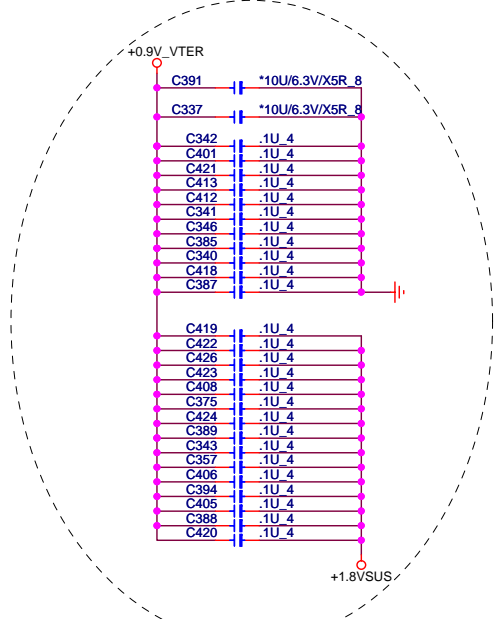 +0.9V_VTER
C391 *10U/6.3V/X5R_8
C337 *10U/6.3V/X5R_8
C342 .1U_4
C401 .1U_4
C421 .1U_4
C413 .1U_4
C412 .1U_4
C341 .1U_4
C346 .1U_4
C385 .1U_4
C340 .1U_4
C418 .1U_4
C387 .1U_4
C419 .1U_4
C422 .1U_4
C426 .1U_4
C423 .1U_4
C408 .1U_4
C375 .1U_4
C424 .1U_4
C389 .1U_4
C343 .1U_4
C357 .1U_4
C406 .1U_4
C394 .1U_4
C405 .1U_4
C388 .1U_4
C420 .1U_4
+1.8VSUS